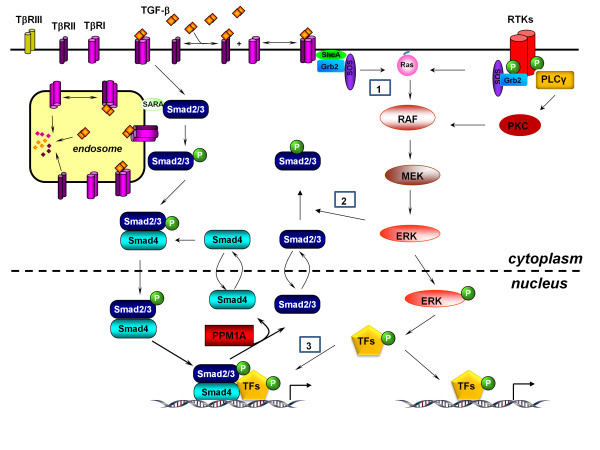 TβRIII
TβRII
TβRI
TGF-β
RTKs
+
ShcA
Grb2
SOS
Ras
SOS
P
P
Grb2
PLCγ
1
SARA
Smad2/3
RAF
PKC
endosome
P
Smad2/3
P
Smad2/3
MEK
2
Smad2/3
P
Smad4
Smad4
Smad2/3
ERK
cytoplasm
nucleus
P
Smad2/3
Smad4
Smad4
Smad2/3
ERK
P
PPM1A
3
TFs
P
Smad2/3
P
Smad4
TFs
P
TFs
P